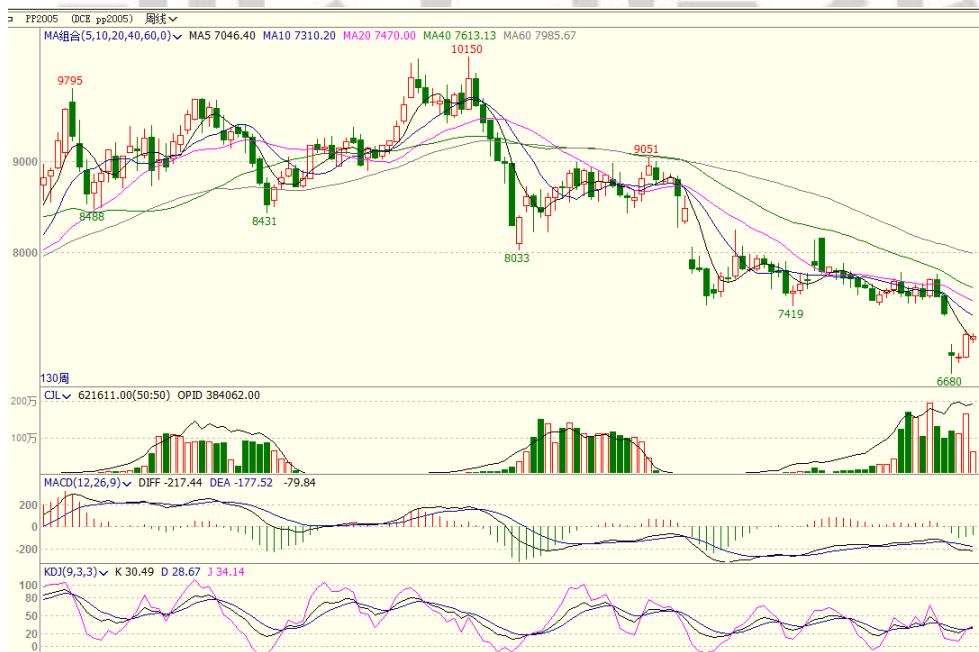 PP2005 (DCE pp2005) 周线
MA组合(5,10,20,40,60,0) MA5 7046.40 MA10 7310.20 MA20 7470.00 MA40 7613.13 MA60 7985.67
10150
9795
9051
9000
8488
8431
8033
8000
7419
6680
130周
CJL 621611.00(50:50) OPID 384062.00
200万
100万
MACD(12,26,9) DIFF -217.44 DEA -177.52 -79.84
200
0
-200
KDJ(9,3,3) K 30.49 D 28.67 J 34.14
100
80
50
20
0